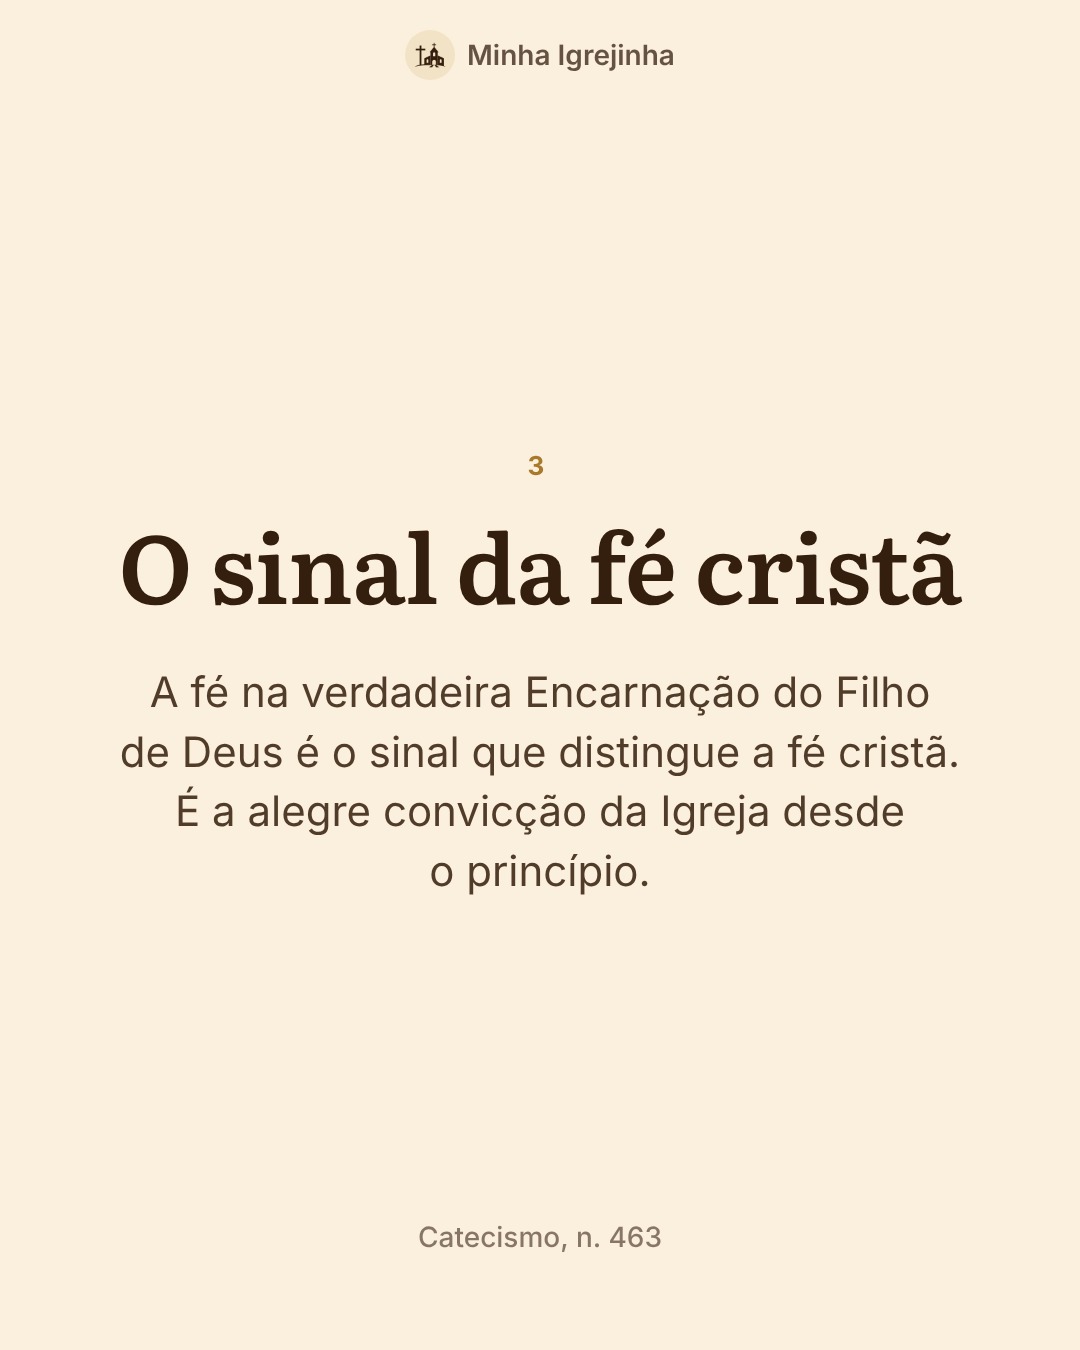 Minha Igrejinha
3
O sinal da fé cristã
A fé na verdadeira Encarnação do Filho
de Deus é o sinal que distingue a fé cristã.
É a alegre convicção da Igreja desde
o princípio.
Catecismo, n. 463